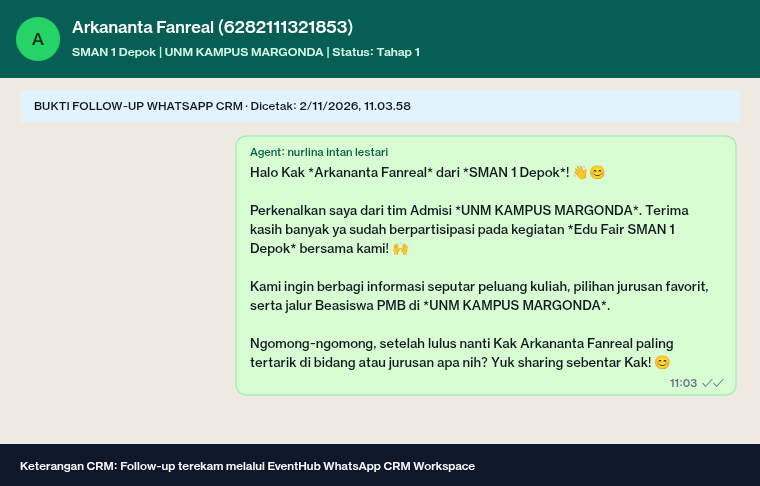 A
Arkananta Fanreal (6282111321853)
SMAN 1 Depok | UNM KAMPUS MARGONDA | Status: Tahap 1
BUKTI FOLLOW-UP WHATSAPP CRM · Dicetak: 2/11/2026, 11.03.58
Agent: nurlina intan lestari
Halo Kak *Arkananta Fanreal* dari *SMAN 1 Depok*! 👋😊
Perkenalkan saya dari tim Admisi *UNM KAMPUS MARGONDA*. Terima
kasih banyak ya sudah berpartisipasi pada kegiatan *Edu Fair SMAN 1
Depok* bersama kami! 🙌
Kami ingin berbagi informasi seputar peluang kuliah, pilihan jurusan favorit,
serta jalur Beasiswa PMB di *UNM KAMPUS MARGONDA*.
Ngomong-ngomong, setelah lulus nanti Kak Arkananta Fanreal paling
tertarik di bidang atau jurusan apa nih? Yuk sharing sebentar Kak! 😊
11:03 ✓✓
Keterangan CRM: Follow-up terekam melalui EventHub WhatsApp CRM Workspace